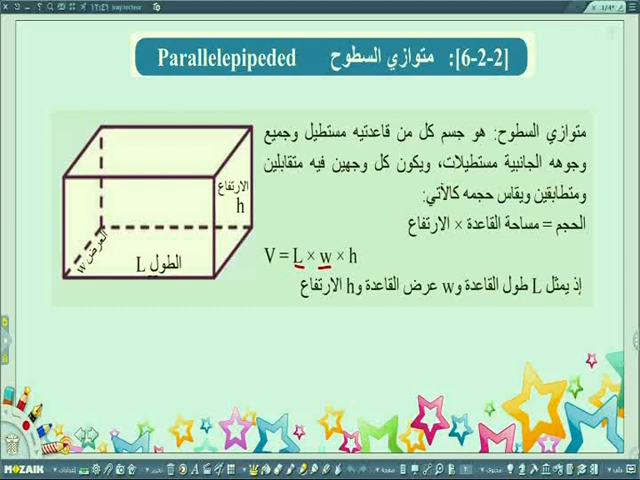 [6-2-2]: متوازي السطوح Parallelepipeded
متوازي السطوح: هو جسم كل من قاعدتيه مستطيل وجميع
وجوهه الجانبية مستطيلات، ويكون كل وجهين فيه متقابلين
ومتطابقين ويقاس حجمه كالآتي:
الحجم = مساحة القاعدة × الارتفاع
V = L × w × h
إذ يمثل L طول القاعدة وw عرض القاعدة وh الارتفاع
الارتفاع
h
العرض w
الطول L
MOZAIK